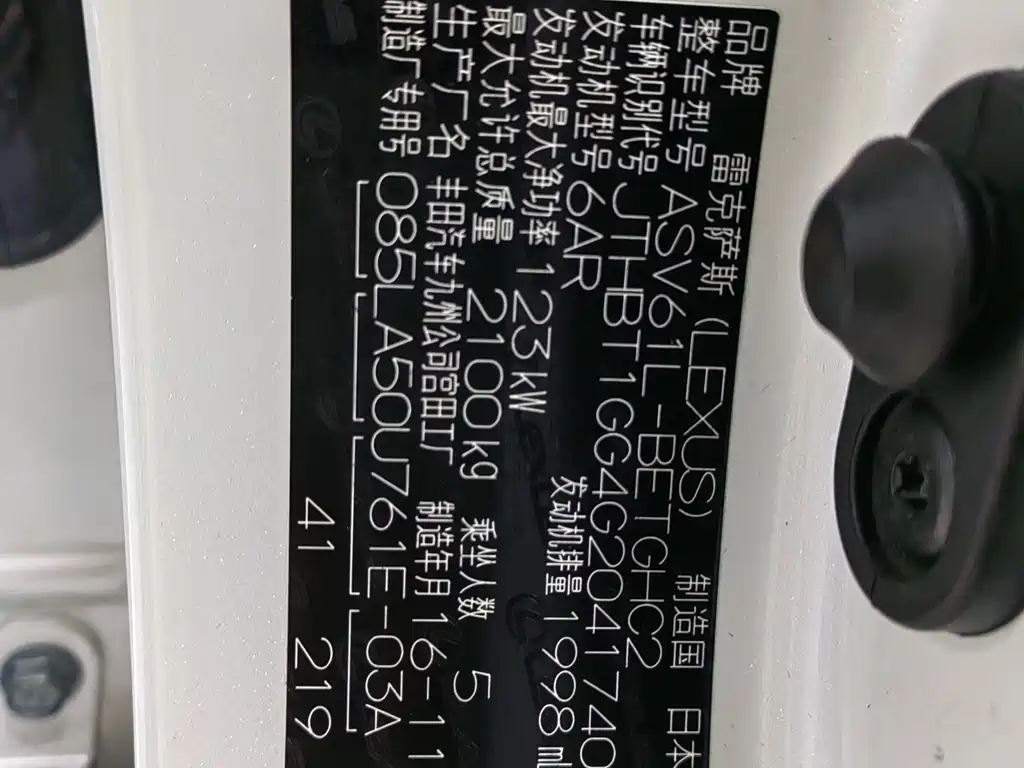 品牌 雷克萨斯 (LEXUS) 制造国 日本
整车型号 ASV61L-BETGHC2
车辆识别代号 JTHBT1GG4G2041740
发动机型号 6AR 发动机排量 1998 ml
发动机最大净功率 123kW
最大允许总质量 2100kg 乘坐人数 5
生产厂名 丰田汽车九州公司宫田工厂 制造年月 16-11
制造厂专用号 085LA50U761E-03A
41 219